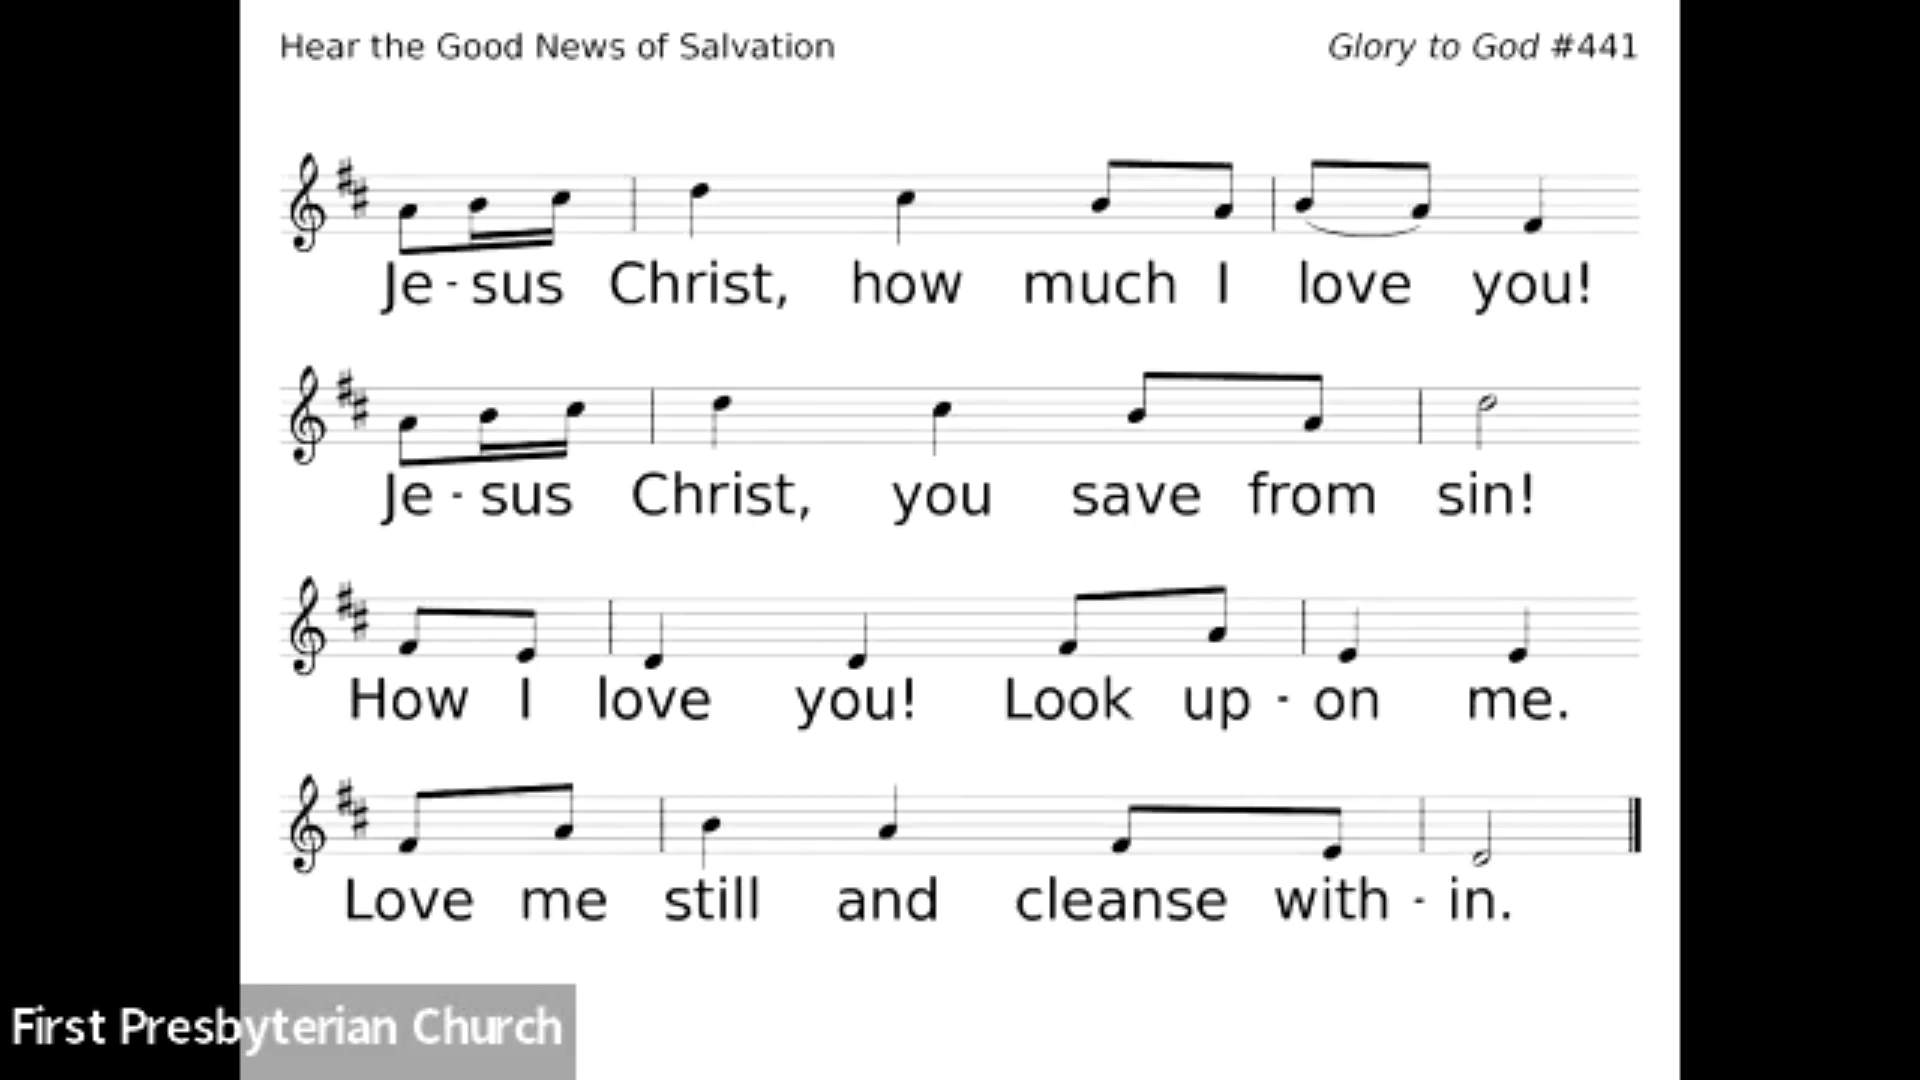 Hear the Good News of Salvation
Glory to God #441
Je - sus Christ, how much I love you!
Je - sus Christ, you save from sin!
How I love you! Look up - on me.
Love me still and cleanse with - in.
First Presbyterian Church